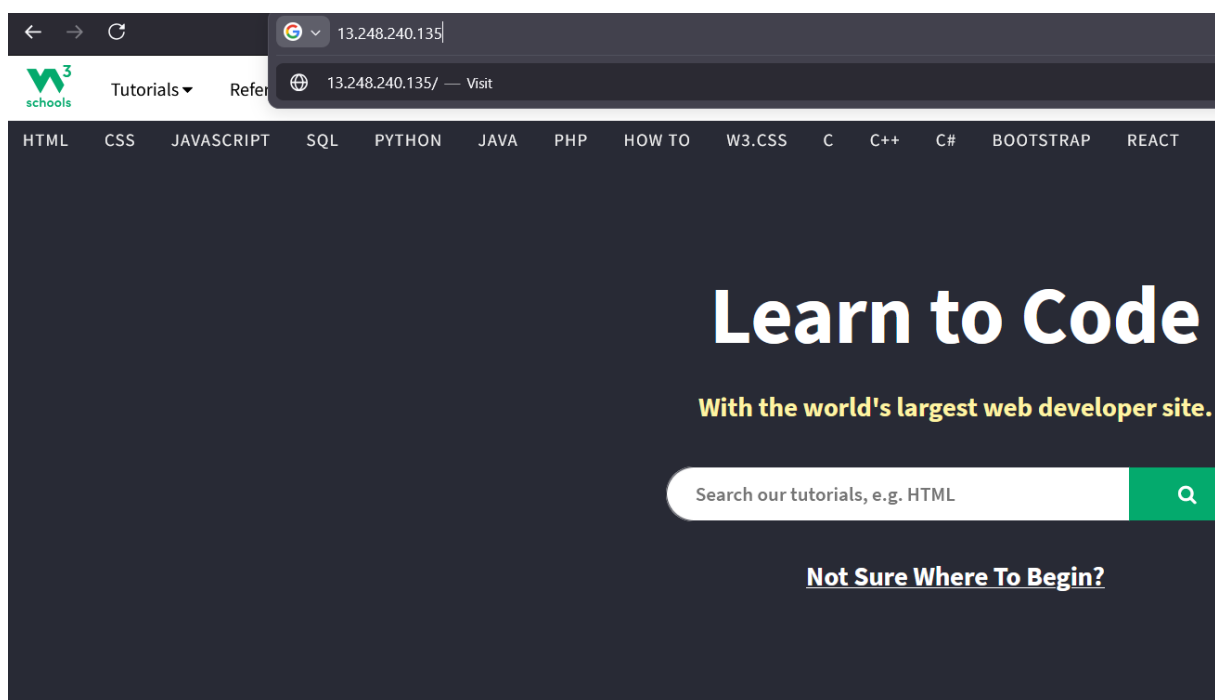 13.248.240.135
13.248.240.135/ — Visit
W3 schools
Tutorials Refer
HTML CSS JAVASCRIPT SQL PYTHON JAVA PHP HOW TO W3.CSS C C++ C# BOOTSTRAP REACT
Learn to Code
With the world's largest web developer site.
Search our tutorials, e.g. HTML
Not Sure Where To Begin?